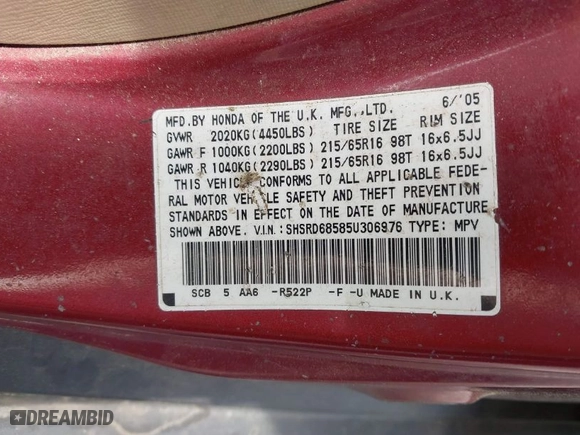 MFD.BY HONDA OF THE U.K. MFG.,LTD. 6/'05
GVWR 2020KG(4450LBS) TIRE SIZE RIM SIZE
GAWR F 1000KG(2200LBS) 215/65R16 98T 16x6.5JJ
GAWR R 1040KG(2290LBS) 215/65R16 98T 16x6.5JJ
THIS VEHICLE CONFORMS TO ALL APPLICABLE FEDE-
RAL MOTOR VEHICLE SAFETY AND THEFT PREVENTION
STANDARDS IN EFFECT ON THE DATE OF MANUFACTURE
SHOWN ABOVE. V.I.N.:SHSRD68585U306976 TYPE: MPV
SCB 5 AA6 -R522P -F -U MADE IN U.K.
DREAMBID